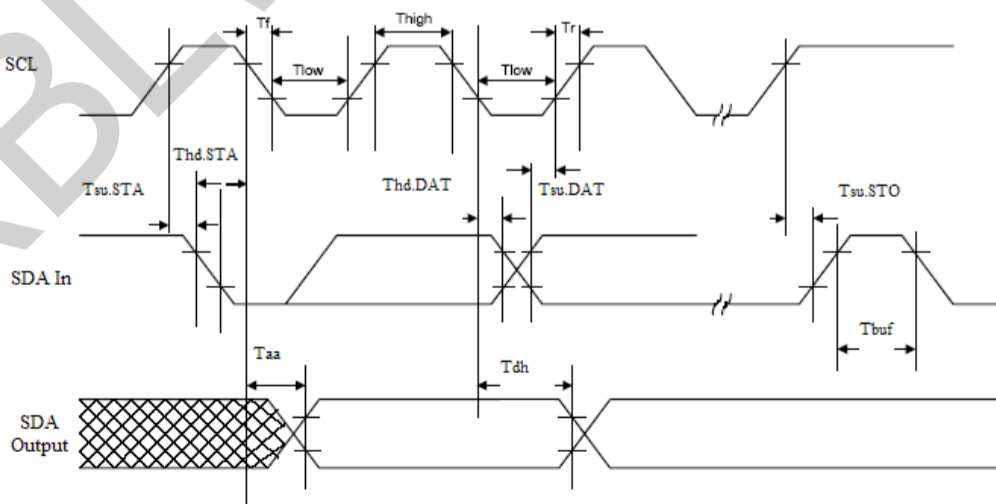 Tf
Thigh
Tr
SCL
Tlow
Tlow
Thd.STA
Tsu.STA
Thd.DAT
Tsu.DAT
Tsu.STO
SDA In
Tbuf
Taa
Tdh
SDA
Output